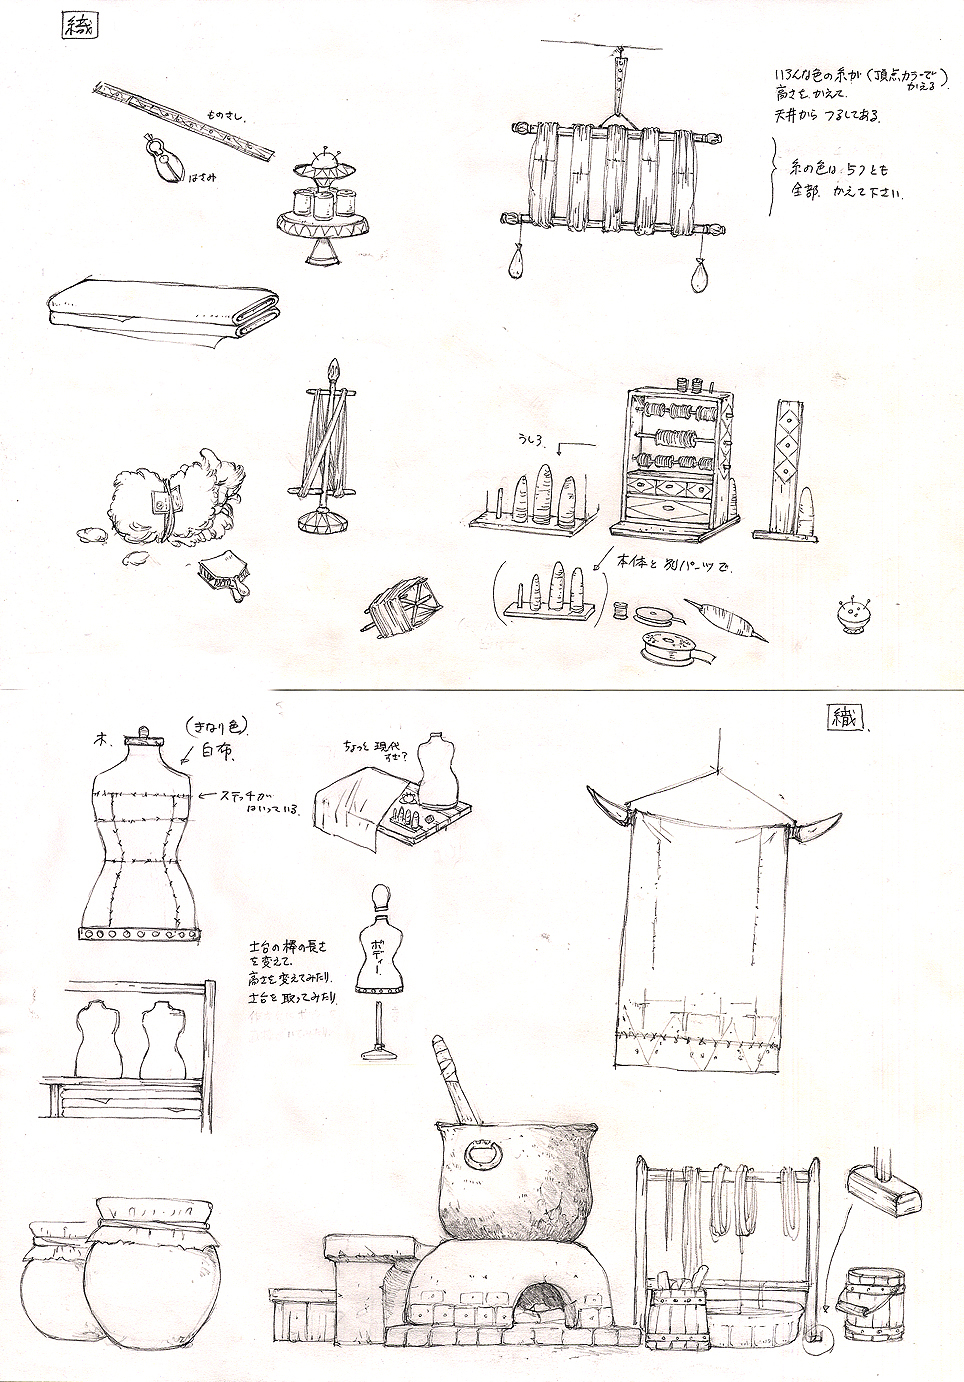 織
ものさし.
はさみ
いろんな色の糸が(頂点カラーでかえる)
高さを かえて.
天井から つるしてある.
糸の色は 5つとも
全部. かえて下さい.
うしろ.
本体と 別パーツで.
織.
木.
(きなり色)
白布.
ステッチが
はいっている.
ちょっと 現代
すぎ?
ボディー.
土台の棒の長さ
を変えて.
高さを変えてみたり.
土台を 取ってみたり.